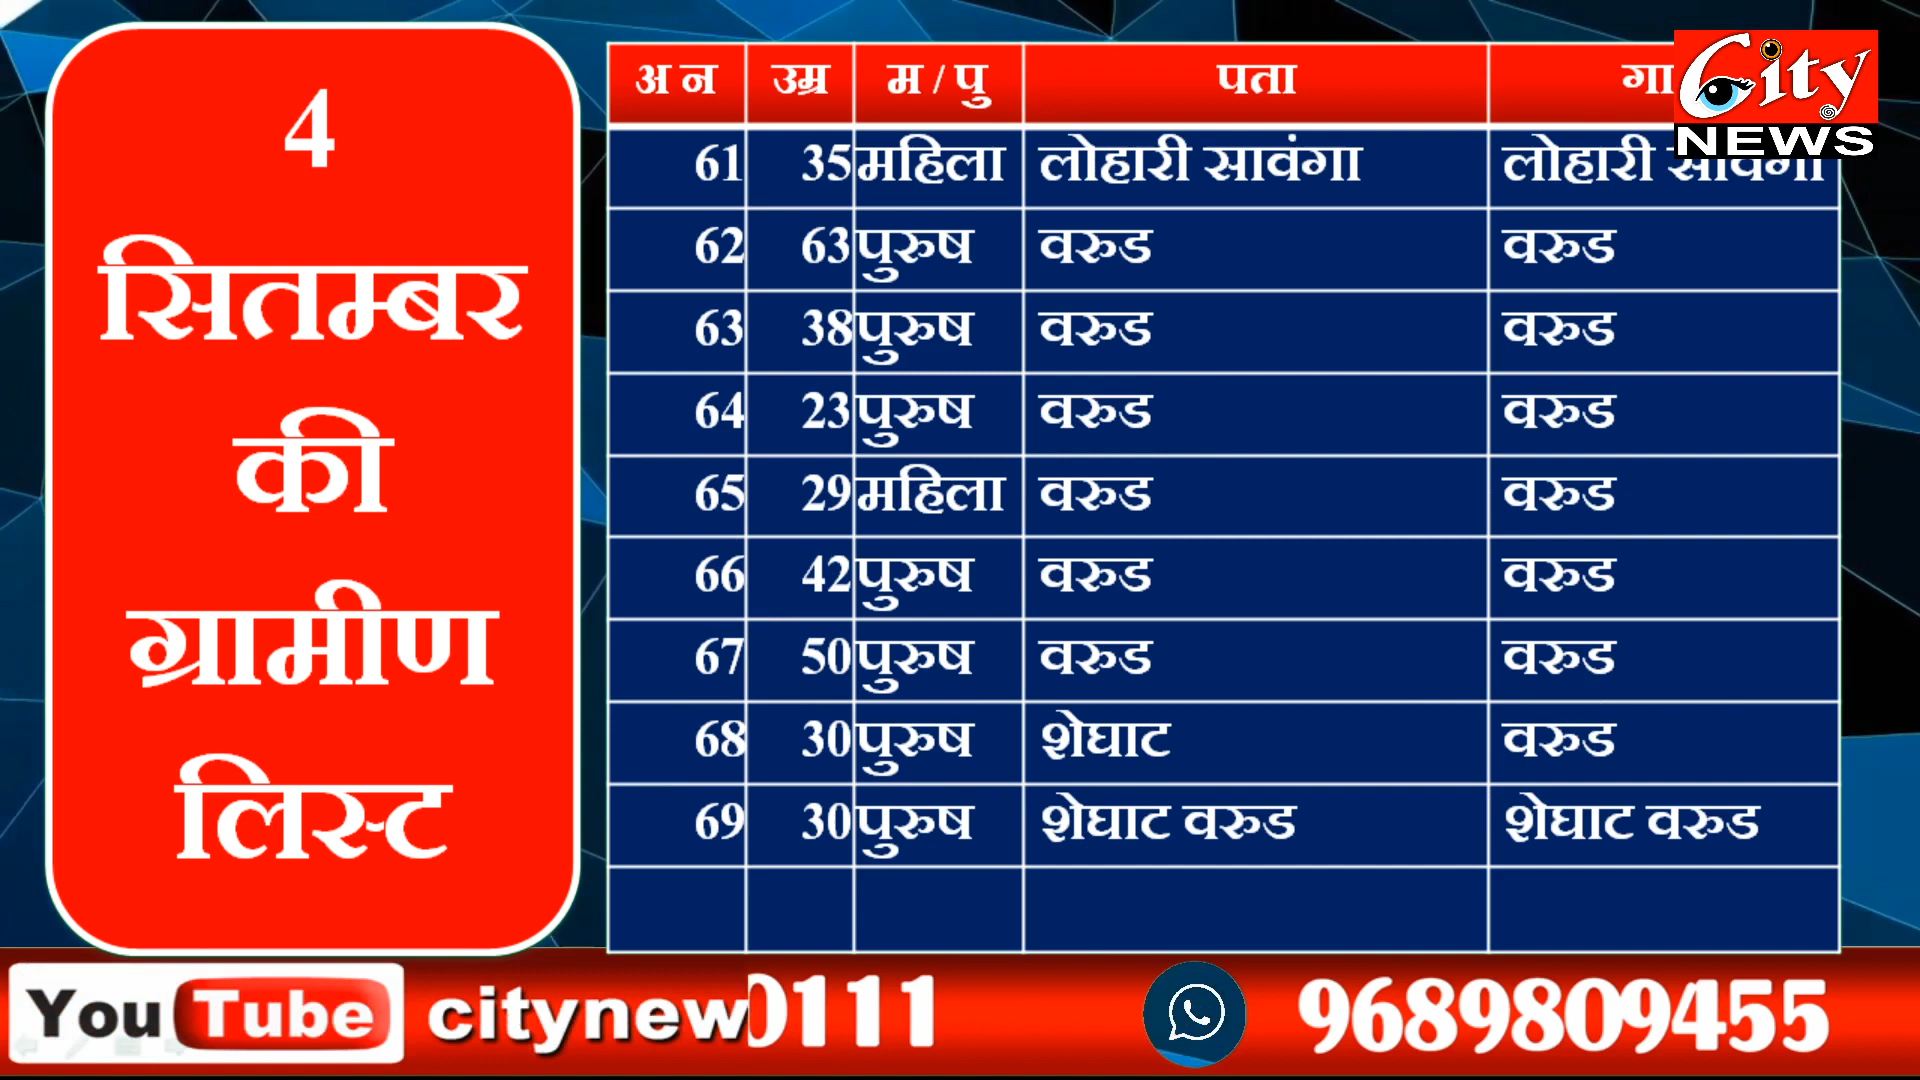 4
सितम्बर
की
ग्रामीण
लिस्ट
अ न उम्र म / पु पता
61 35 महिला लोहारी सावंगा लोहारी सावंगा
62 63 पुरुष वरुड वरुड
63 38 पुरुष वरुड वरुड
64 23 पुरुष वरुड वरुड
65 29 महिला वरुड वरुड
66 42 पुरुष वरुड वरुड
67 50 पुरुष वरुड वरुड
68 30 पुरुष शेघाट वरुड
69 30 पुरुष शेघाट वरुड शेघाट वरुड
City
NEWS
YouTube citynew 0111 9689809455